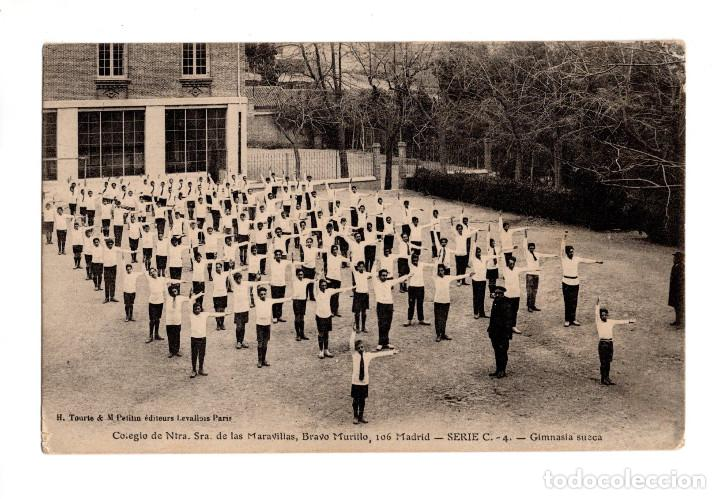 H. Tourte & M Petitin éditeurs Levallois Paris
Colegio de Ntra. Sra. de las Maravillas, Bravo Murillo, 106 Madrid — SERIE C. -4. — Gimnasia sueca
todocoleccion.net